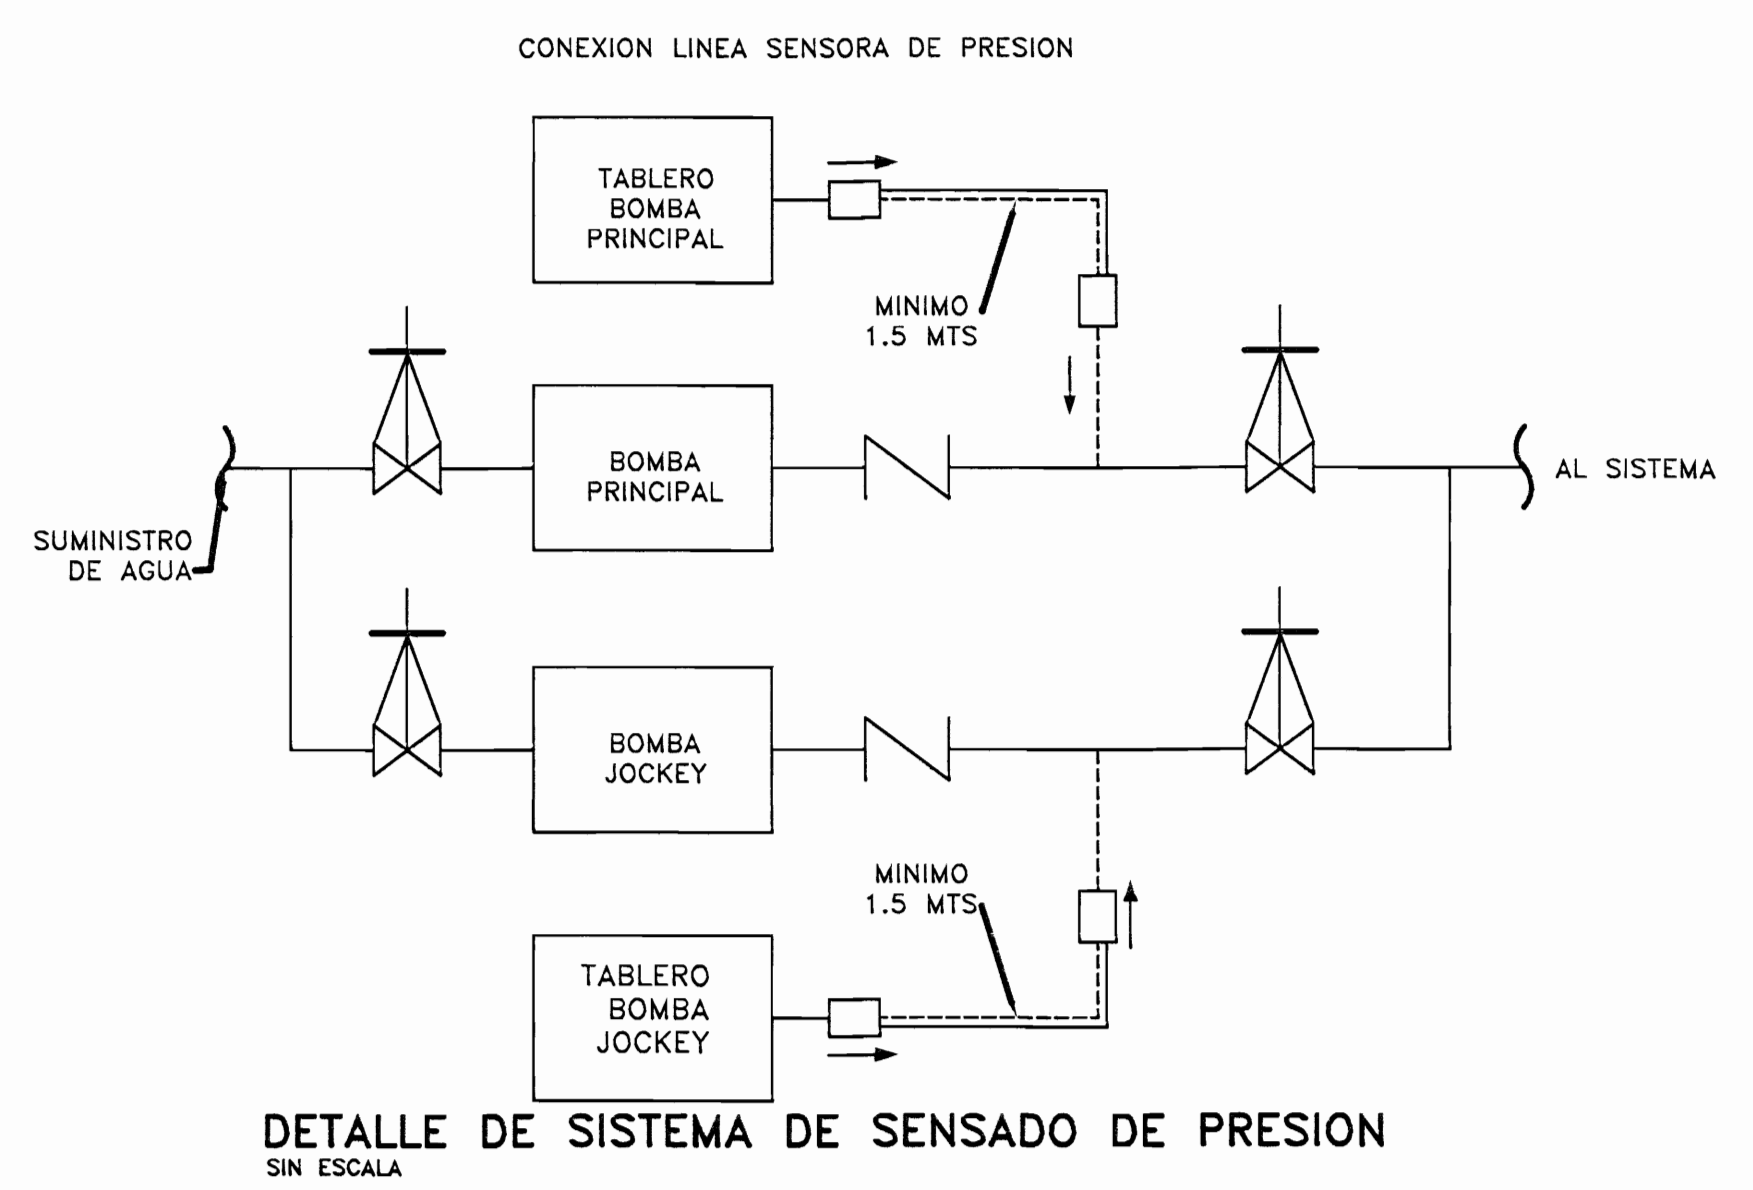 CONEXION LINEA SENSORA DE PRESION
TABLERO
BOMBA
PRINCIPAL
MINIMO
1.5 MTS
BOMBA
PRINCIPAL
AL SISTEMA
SUMINISTRO
DE AGUA
BOMBA
JOCKEY
MINIMO
1.5 MTS
TABLERO
BOMBA
JOCKEY
DETALLE DE SISTEMA DE SENSADO DE PRESION
SIN ESCALA